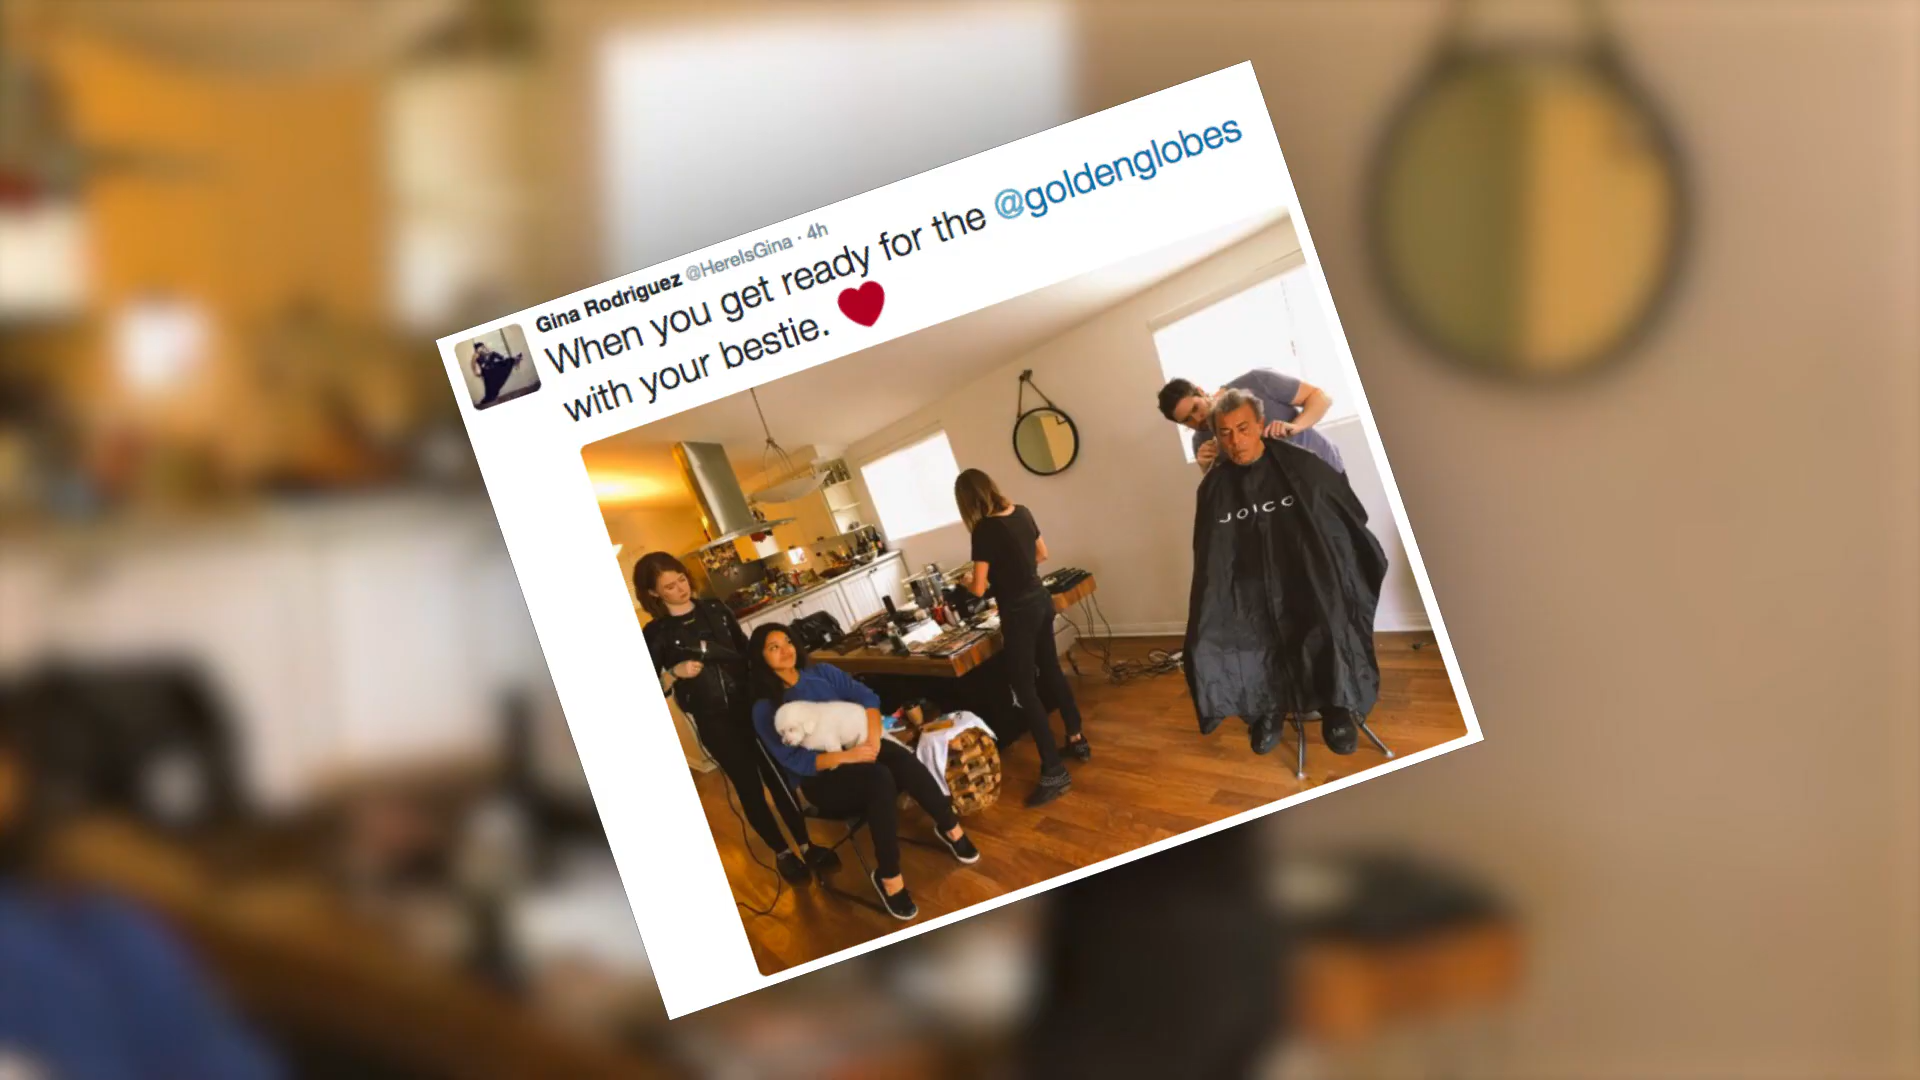 Gina Rodriguez @HereIsGina · 4h
When you get ready for the @goldenglobes
with your bestie. ❤
JOICO